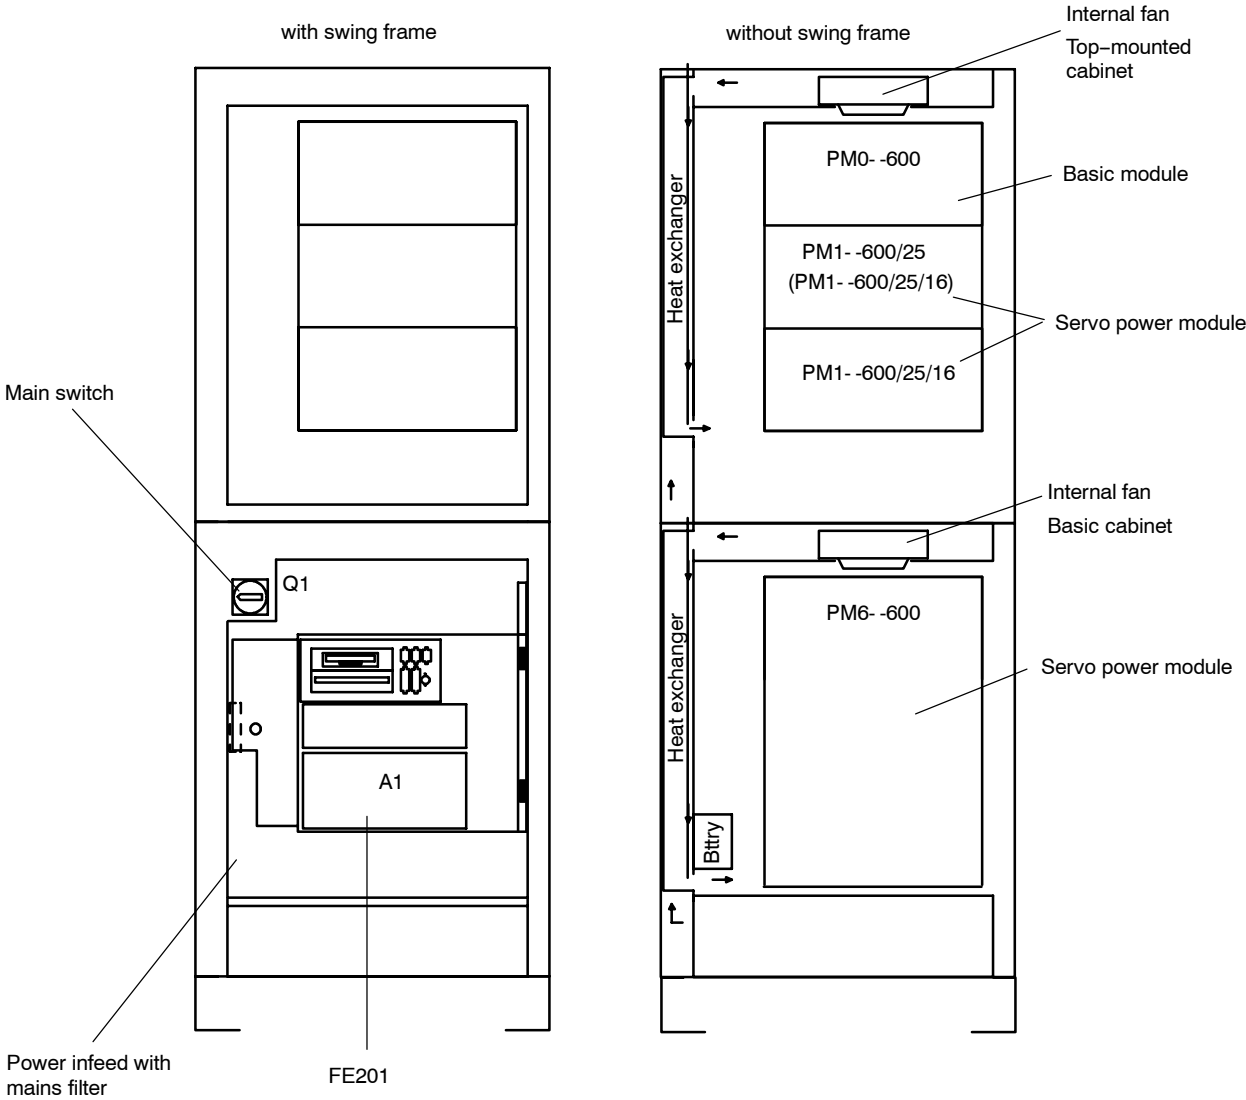 with swing frame
without swing frame
Internal fan
Top-mounted
cabinet
PM0- -600
Basic module
Heat exchanger
PM1- -600/25
(PM1- -600/25/16)
Servo power module
PM1- -600/25/16
Main switch
Internal fan
Basic cabinet
Q1
PM6- -600
Heat exchanger
Servo power module
A1
Bttry
Power infeed with
mains filter
FE201